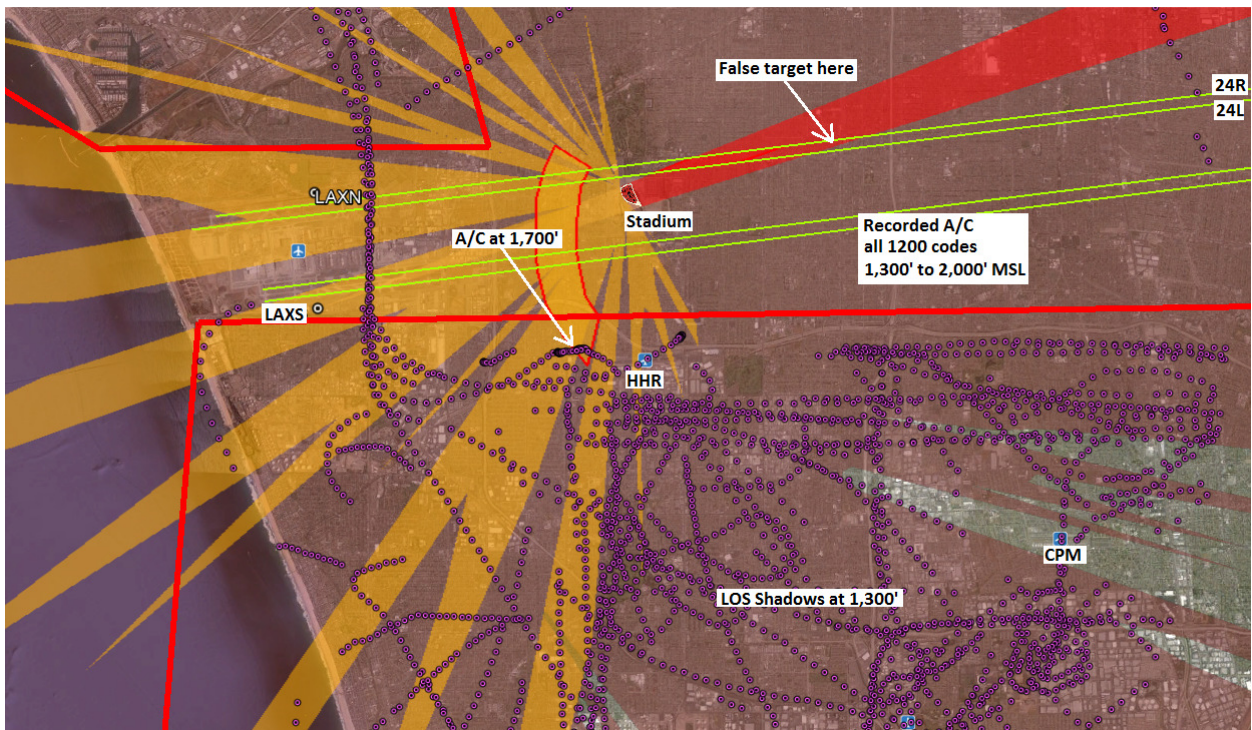 False target here
24R
24L
LAXN
Stadium
Recorded A/C
all 1200 codes
1,300' to 2,000' MSL
A/C at 1,700'
LAXS
HHR
CPM
LOS Shadows at 1,300'